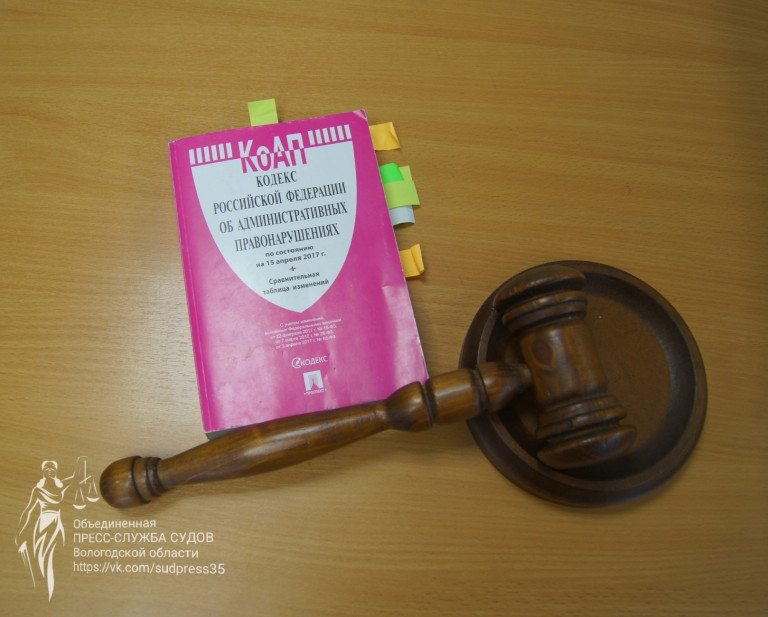 КоАП
КОДЕКС
РОССИЙСКОЙ ФЕДЕРАЦИИ
ОБ АДМИНИСТРАТИВНЫХ
ПРАВОНАРУШЕНИЯХ
по состоянию
на 15 апреля 2017 г.
+
Сравнительная
таблица изменений
КОДЕКС
Объединенная
ПРЕСС-СЛУЖБА СУДОВ
Вологодской области
https://vk.com/sudpress35